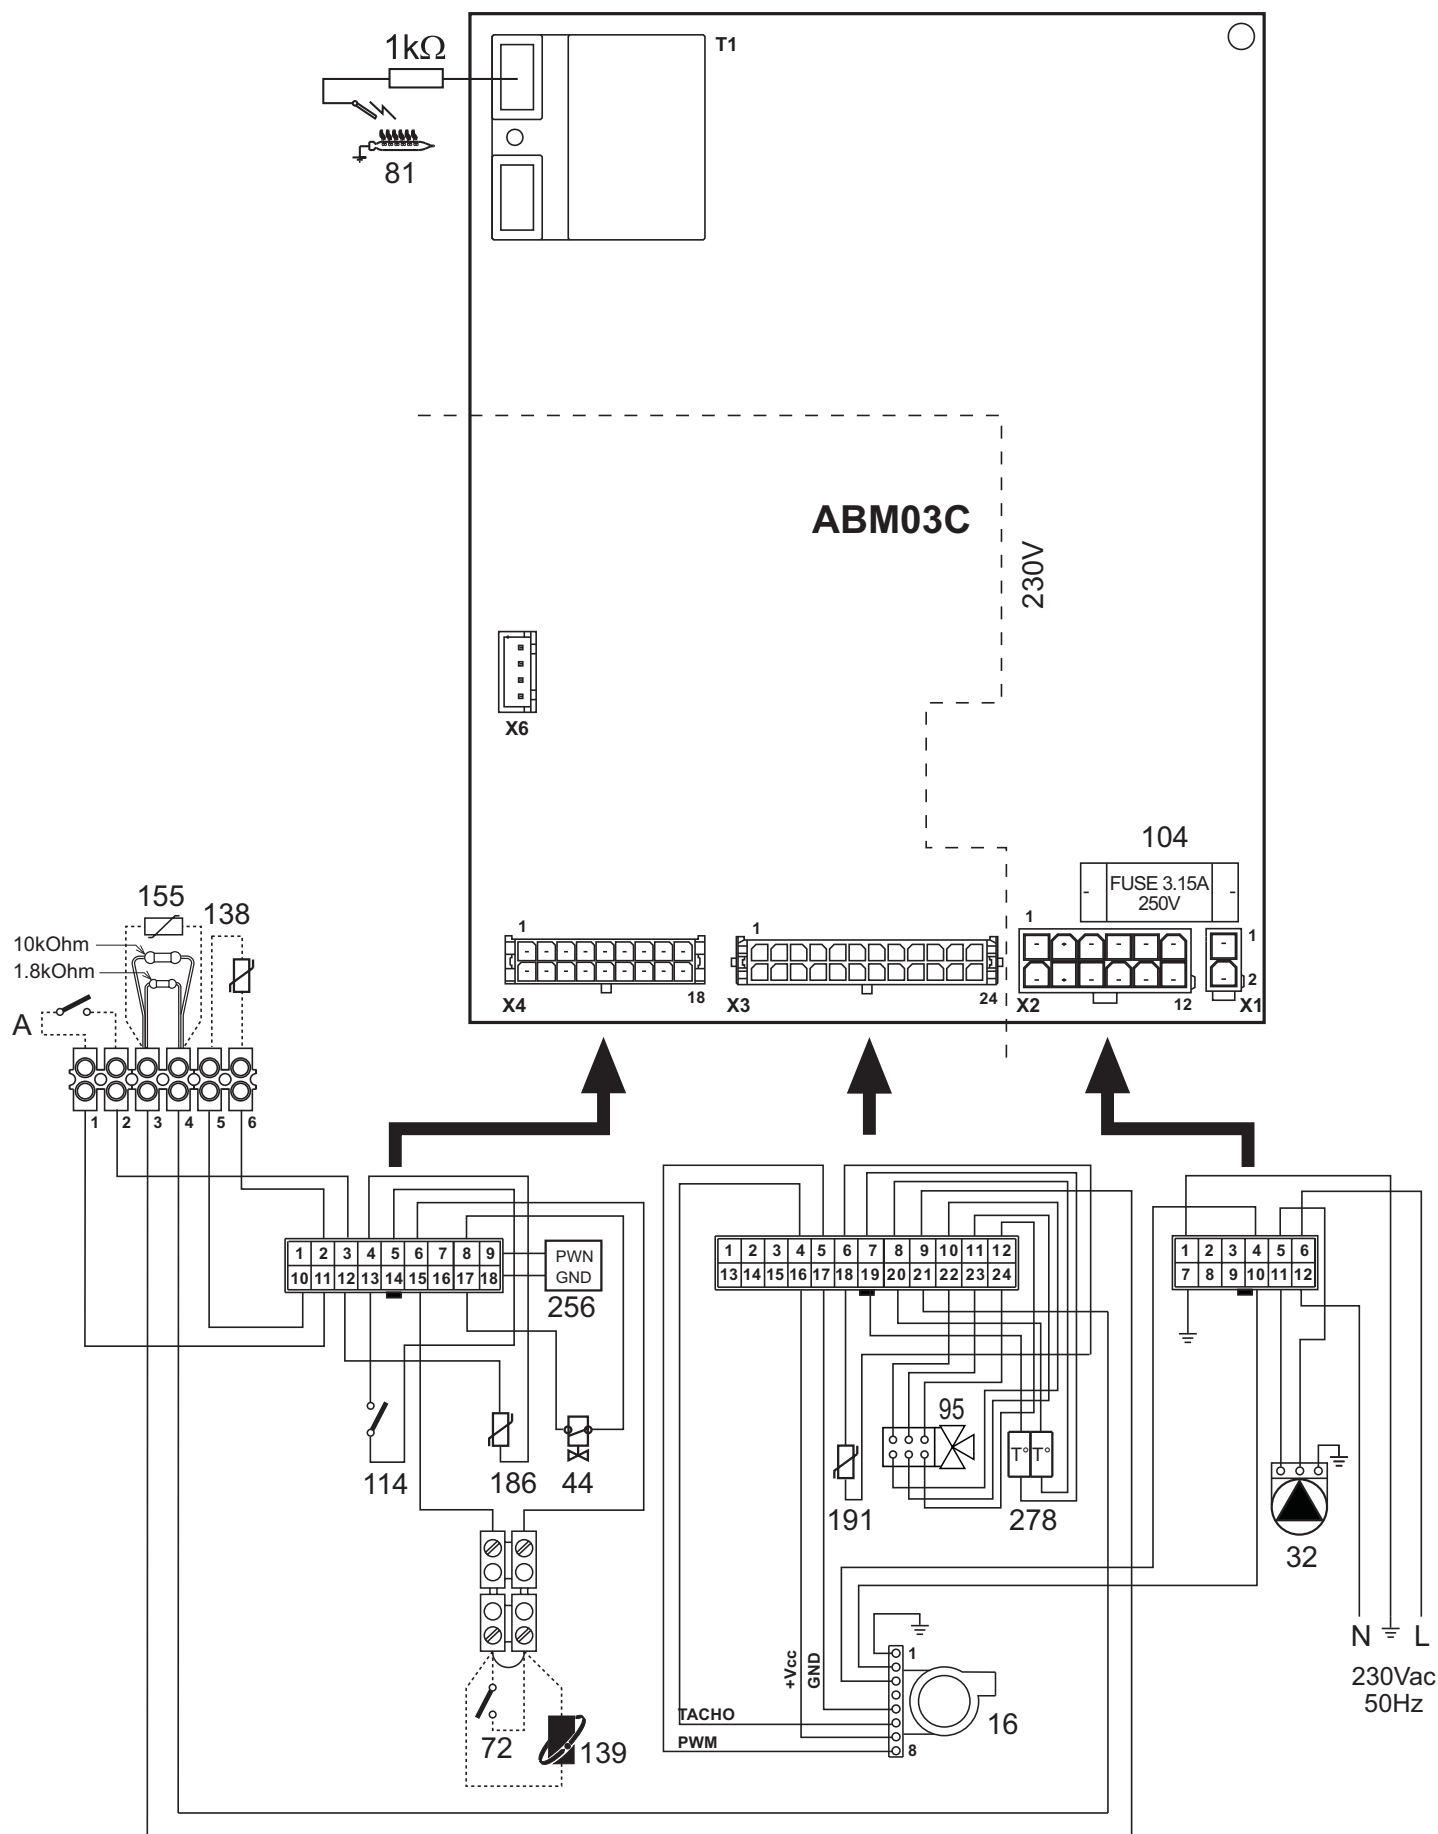 1kΩ
T1
81
ABM03C
230V
X6
104
FUSE 3.15A
250V
155
138
10kOhm
1.8kOhm
A
1
1
1
1
X4
18
X3
24
X2
12
2
X1
1 2 3 4 5 6
1 2 3 4 5 6 7 8 9
10 11 12 13 14 15 16 17 18
PWN
GND
256
1 2 3 4 5 6 7 8 9 10 11 12
13 14 15 16 17 18 19 20 21 22 23 24
1 2 3 4 5 6
7 8 9 10 11 12
95
T° T°
114
186
44
191
278
32
N L
230Vac
50Hz
+Vcc
GND
TACHO
PWM
1
8
16
72
139